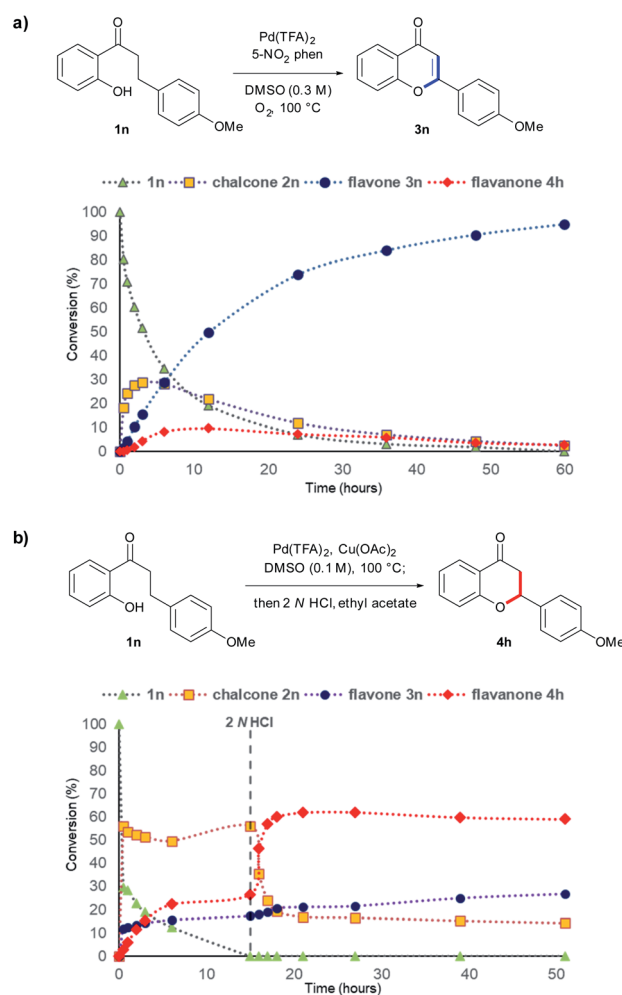 a)
O
OH
OMe
1n
Pd(TFA)2
5-NO2 phen
DMSO (0.3 M)
O2, 100 °C
O
O
OMe
3n
1n chalcone 2n flavone 3n flavanone 4h
Conversion (%)
100
90
80
70
60
50
40
30
20
10
0
0 10 20 30 40 50 60
Time (hours)
b)
O
OH
OMe
1n
Pd(TFA)2, Cu(OAc)2
DMSO (0.1 M), 100 °C;
then 2 N HCl, ethyl acetate
O
O
OMe
4h
1n chalcone 2n flavone 3n flavanone 4h
2 N HCl
Conversion (%)
100
90
80
70
60
50
40
30
20
10
0
0 10 20 30 40 50
Time (hours)